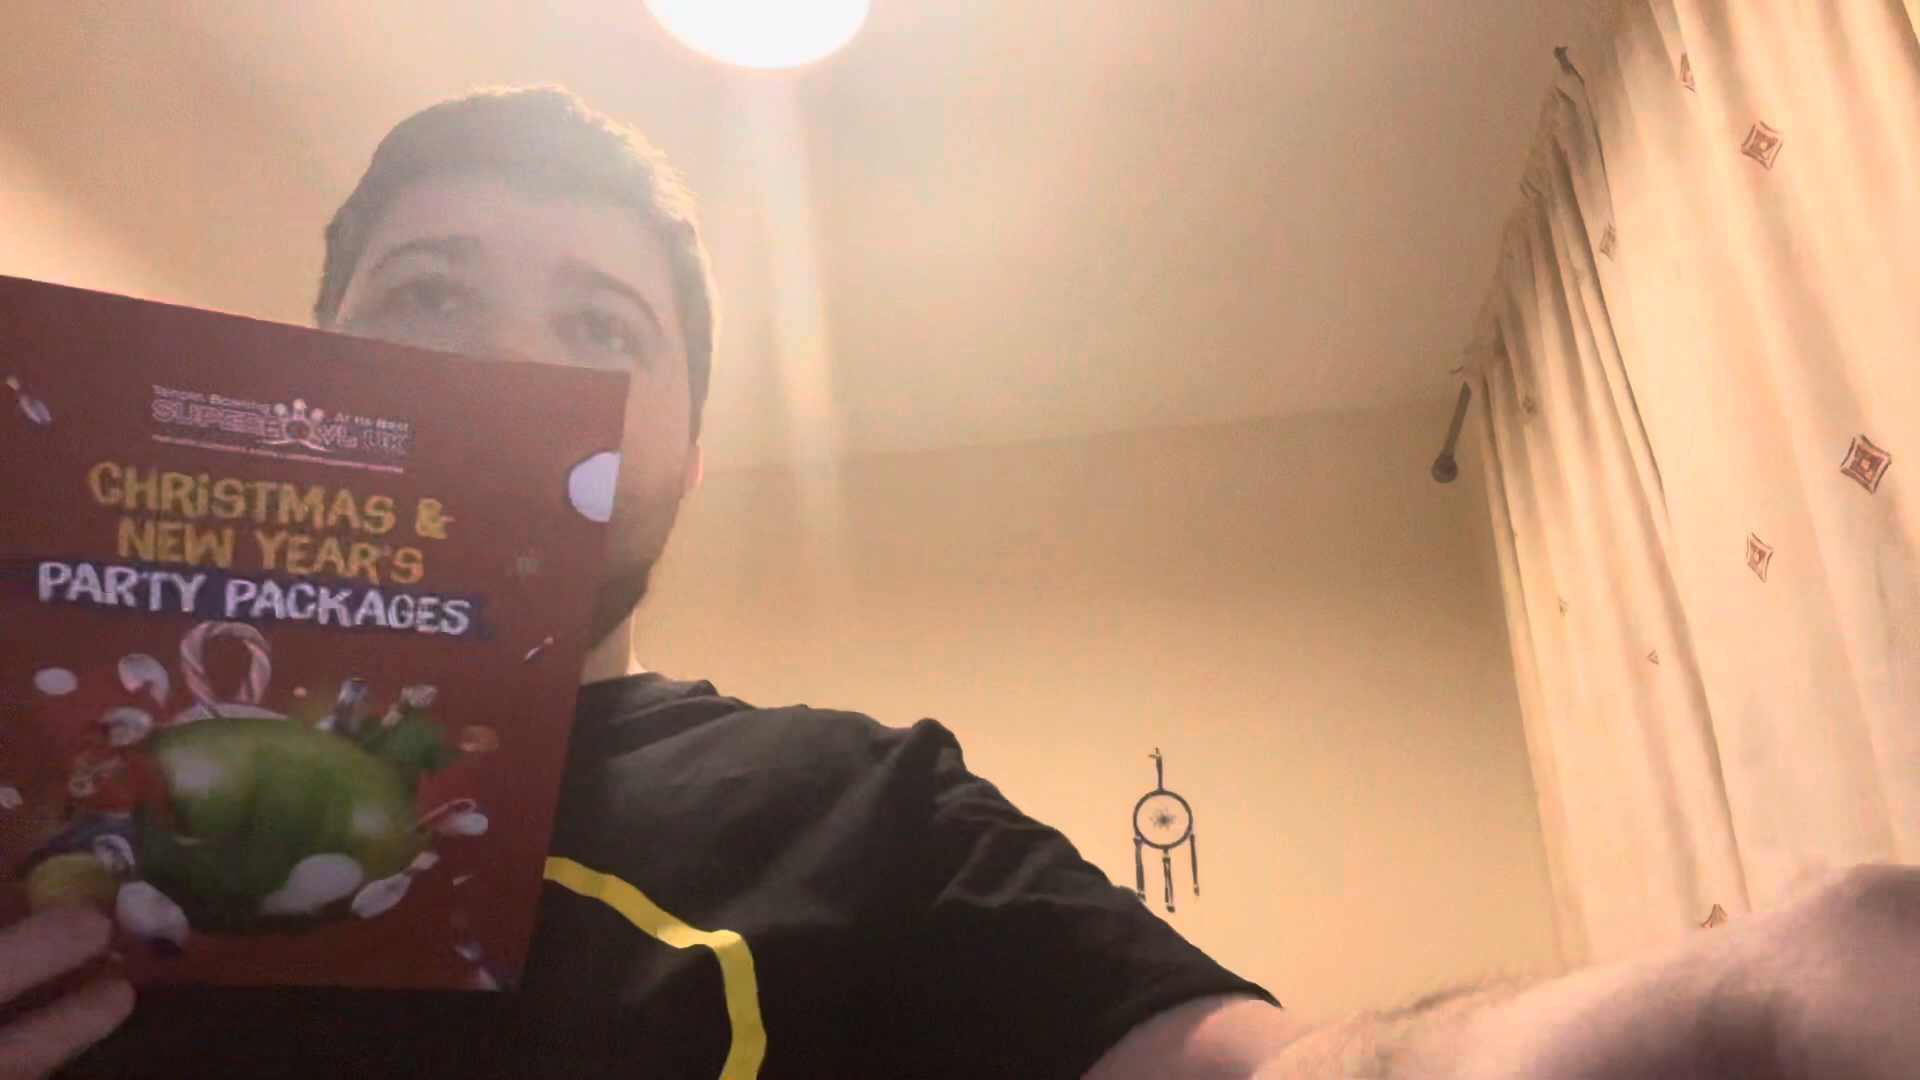 Tenpin Bowling At Its Best
SUPERBOWL UK
CHRISTMAS &
NEW YEAR'S
PARTY PACKAGES